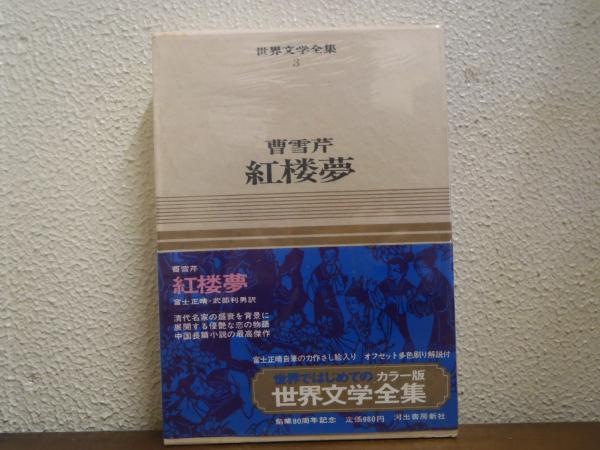 世界文学全集
3
曹雪芹
紅楼夢
曹雪芹
紅楼夢
富士正晴・武部利男訳
清代名家の盛衰を背景に
展開する優艶な恋の物語
中国長篇小説の最高傑作
富士正晴自筆の力作さし絵入り オフセット多色刷り解説付
世界ではじめての カラー版
世界文学全集
創業80周年記念 定価980円 河出書房新社